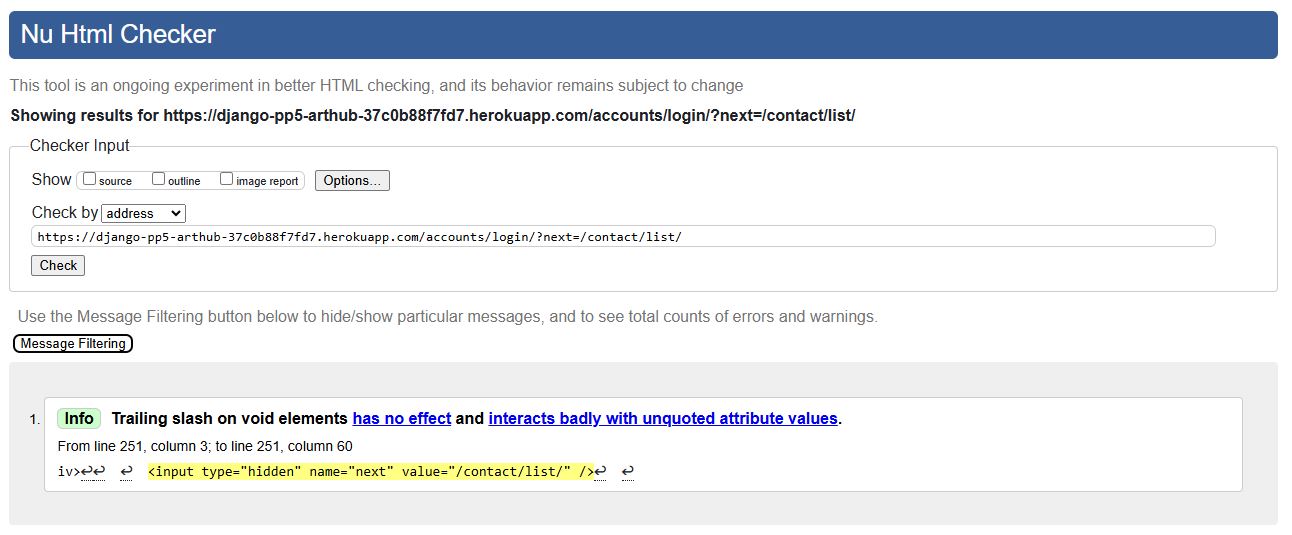 Nu Html Checker
This tool is an ongoing experiment in better HTML checking, and its behavior remains subject to change
Showing results for https://django-pp5-arthub-37c0b88f7fd7.herokuapp.com/accounts/login/?next=/contact/list/
Checker Input
Show source outline image report Options...
Check by address
https://django-pp5-arthub-37c0b88f7fd7.herokuapp.com/accounts/login/?next=/contact/list/
Check
Use the Message Filtering button below to hide/show particular messages, and to see total counts of errors and warnings.
Message Filtering
1. Info Trailing slash on void elements has no effect and interacts badly with unquoted attribute values.
From line 251, column 3; to line 251, column 60
iv>↩↩ ↩ <input type="hidden" name="next" value="/contact/list/" />↩ ↩